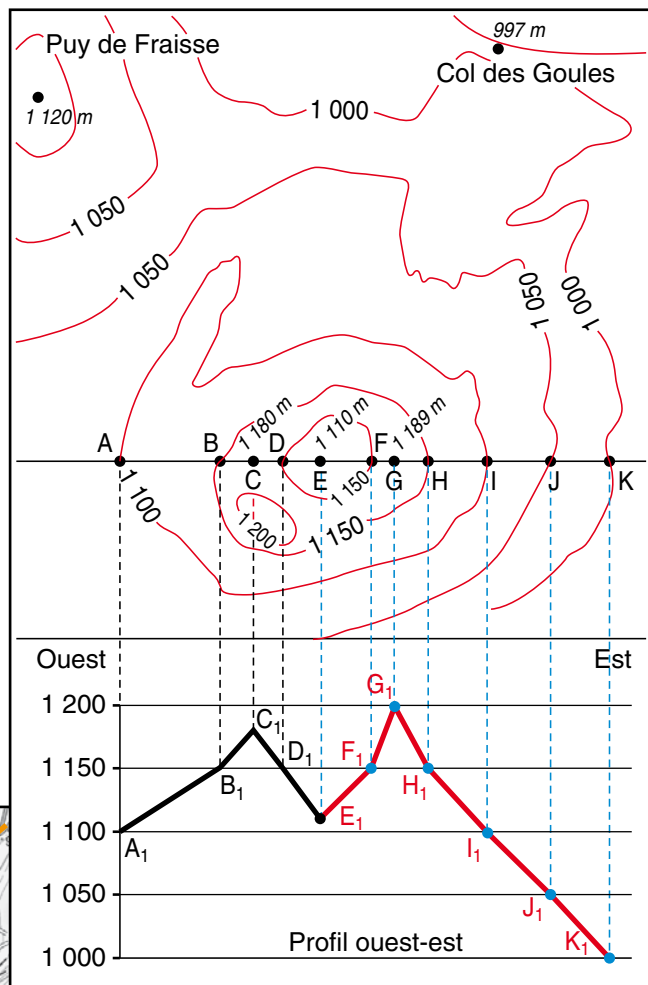 997 m
Puy de Fraisse
Col des Goules
1 120 m
1 000
1 050
1 050
1 050
1 000
1 180 m
1 110 m
1 189 m
A
B
D
F
C
E
G
H
I
J
K
1 150
1 100
1 200
1 150
Ouest
Est
G1
1 200
C1
D1
F1
1 150
B1
H1
E1
1 100
A1
I1
1 050
J1
K1
Profil ouest-est
1 000